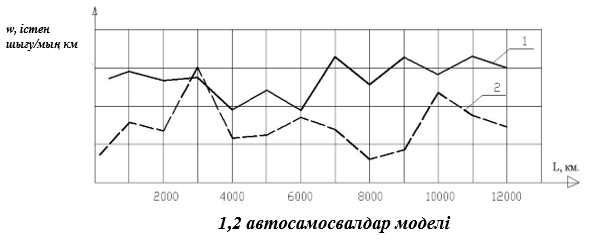 w, істен
шығу/мың км
1
2
L, км.
2000 4000 6000 8000 10000 12000
1,2 автосамосвалдар моделі